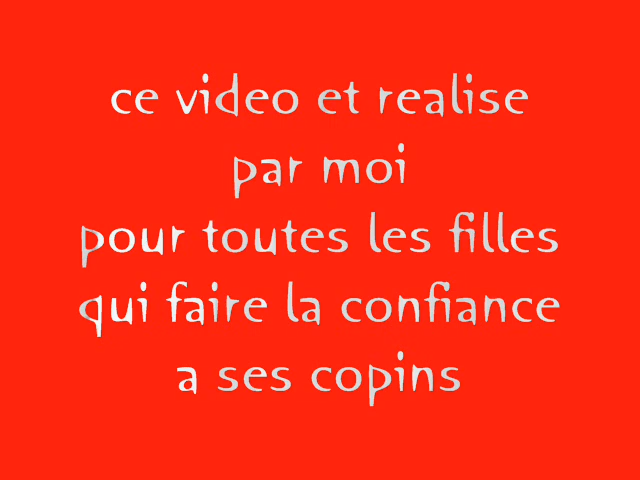 ce video et realise
par moi
pour toutes les filles
qui faire la confiance
a ses copins